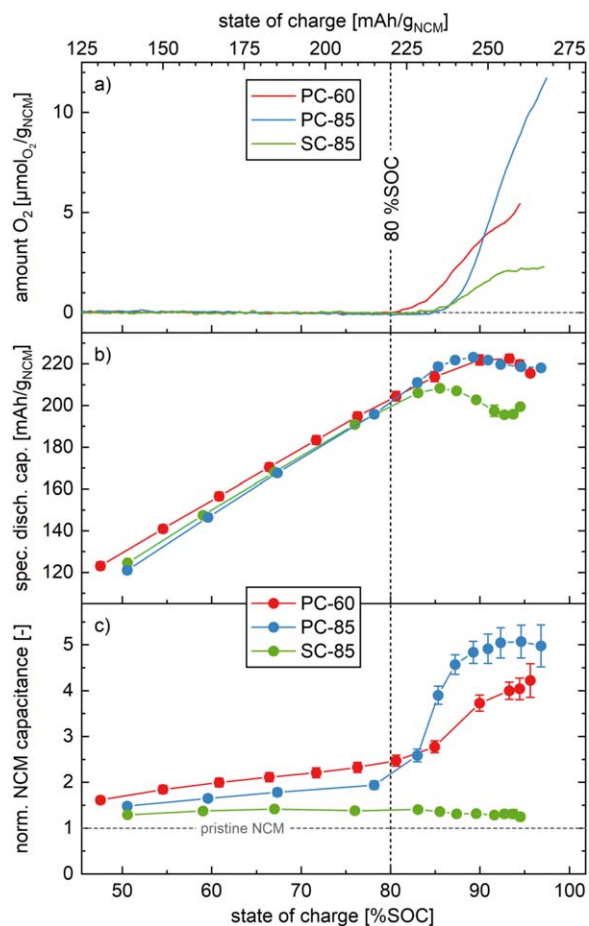 state of charge [mAh/gNCM]
125 150 175 200 225 250 275
a)
PC-60
PC-85
SC-85
80 %SOC
amount O2 [µmolO2/gNCM]
10
5
0
b)
spec. disch. cap. [mAh/gNCM]
220
200
180
160
140
120
c)
PC-60
PC-85
SC-85
norm. NCM capacitance [-]
5
4
3
2
1
0
pristine NCM
50 60 70 80 90 100
state of charge [%SOC]